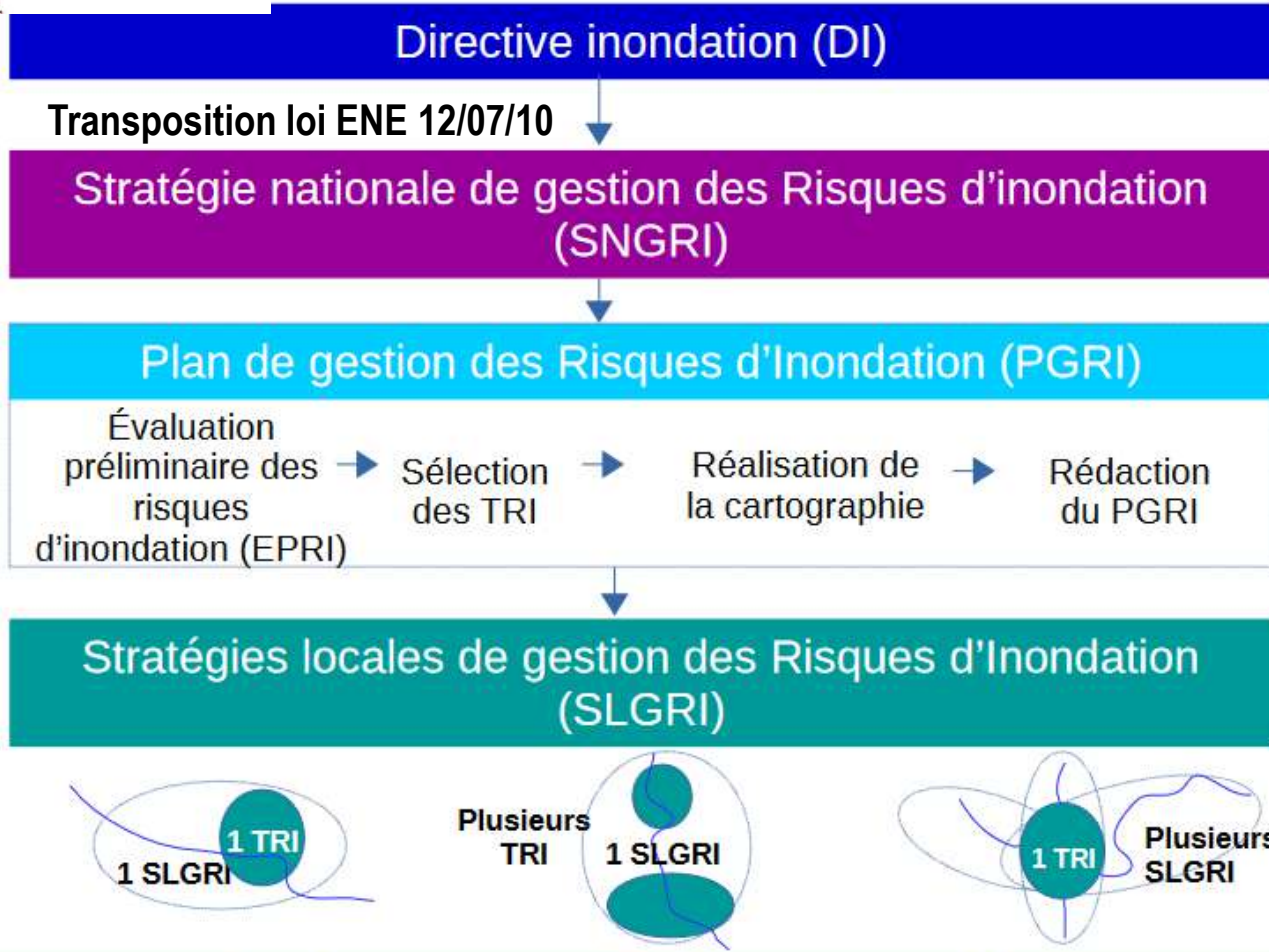 Directive inondation (DI)
Transposition loi ENE 12/07/10
Stratégie nationale de gestion des Risques d'inondation
(SNGRI)
Plan de gestion des Risques d'Inondation (PGRI)
Évaluation
préliminaire des
risques
d'inondation (EPRI)
Sélection
des TRI
Réalisation de
la cartographie
Rédaction
du PGRI
Stratégies locales de gestion des Risques d'Inondation
(SLGRI)
1 TRI
1 SLGRI
Plusieurs
TRI
1 SLGRI
1 TRI
Plusieurs
SLGRI